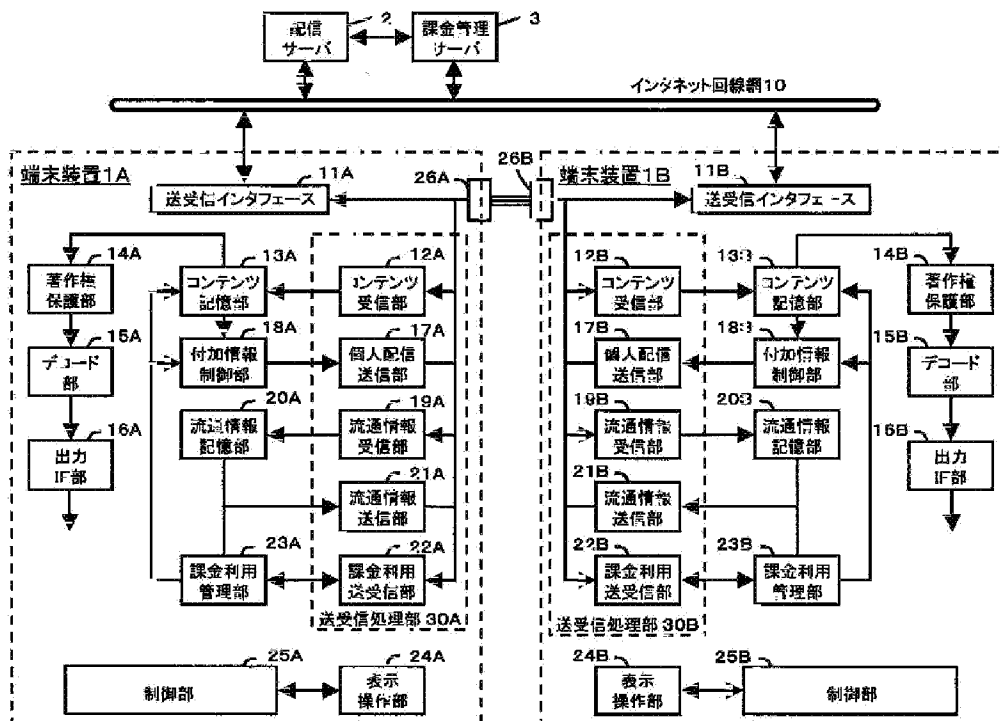 配信
サーバ
2
課金管理
サーバ
3
インタネット回線網10
端末装置1A
11A
送受信インタフェース
26A
26B
端末装置1B
11B
送受信インタフェース
14A
著作権
保護部
13A
コンテンツ
記憶部
12A
コンテンツ
受信部
12B
コンテンツ
受信部
13B
コンテンツ
記憶部
14B
著作権
保護部
15A
デコード
部
18A
付加情報
制御部
17A
個人配信
送信部
17B
個人配信
送信部
18B
付加情報
制御部
15B
デコード
部
16A
出力
IF部
20A
流通情報
記憶部
19A
流通情報
受信部
19B
流通情報
受信部
20B
流通情報
記憶部
16B
出力
IF部
21A
流通情報
送信部
21B
流通情報
送信部
23A
課金利用
管理部
22A
課金利用
送受信部
22B
課金利用
送受信部
23B
課金利用
管理部
送受信処理部30A
送受信処理部30B
25A
制御部
24A
表示
操作部
24B
表示
操作部
25B
制御部